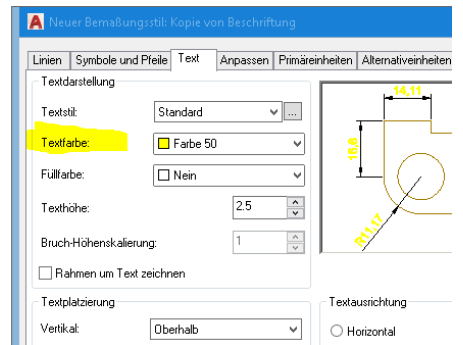 Neuer Bemaßungsstil: Kopie von Beschriftung
Linien Symbole und Pfeile Text Anpassen Primäreinheiten Alternativeinheiten
Textdarstellung
Textstil: Standard ...
Textfarbe: Farbe 50
Füllfarbe: Nein
Texthöhe: 2.5
Bruch-Höhenskalierung: 1
Rahmen um Text zeichnen
14,11
16,6
R11,17
Textplatzierung
Vertikal: Oberhalb
Textausrichtung
Horizontal